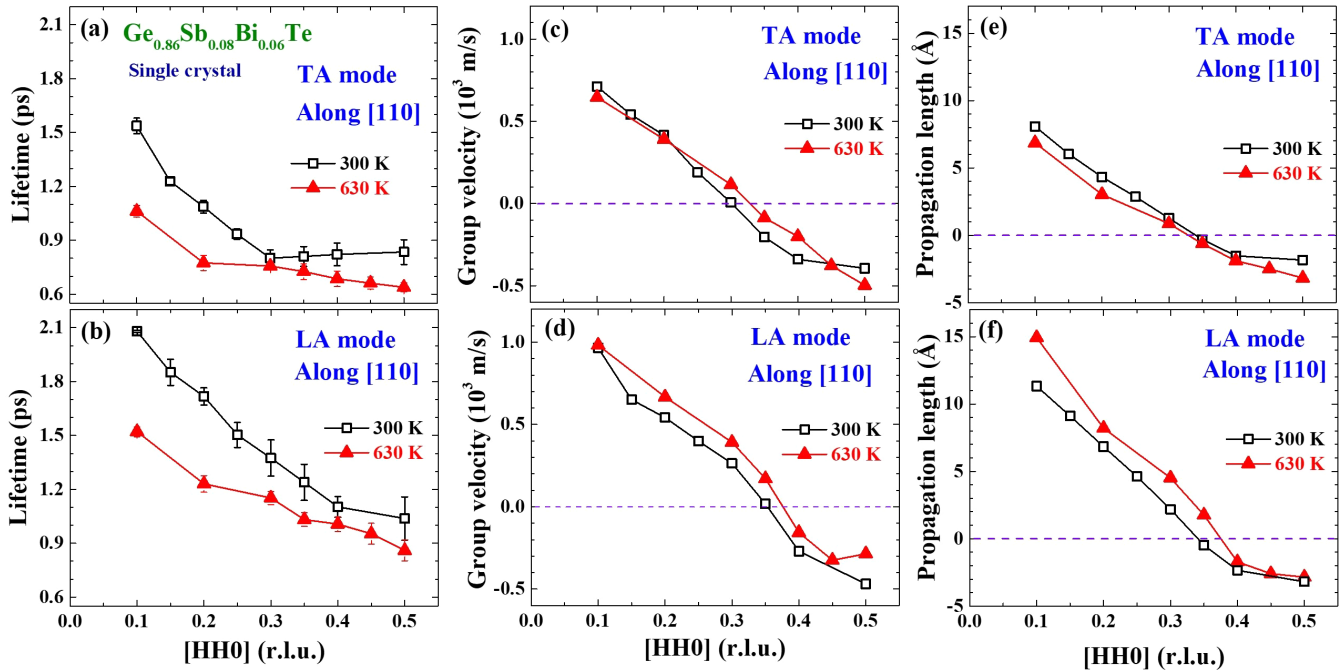 (a)
Ge0.86Sb0.08Bi0.06Te
Single crystal
TA mode
Along [110]
300 K
630 K
Lifetime (ps)
2.1
1.8
1.5
1.2
0.9
0.6
(b)
LA mode
Along [110]
300 K
630 K
Lifetime (ps)
2.1
1.8
1.5
1.2
0.9
0.6
0.0 0.1 0.2 0.3 0.4 0.5
[HH0] (r.l.u.)
(c)
TA mode
Along [110]
300 K
630 K
Group velocity (10³ m/s)
1.0
0.5
0.0
-0.5
(d)
LA mode
Along [110]
300 K
630 K
Group velocity (10³ m/s)
1.0
0.5
0.0
-0.5
0.0 0.1 0.2 0.3 0.4 0.5
[HH0] (r.l.u.)
(e)
TA mode
Along [110]
300 K
630 K
Propagation length (Å)
15
10
5
0
-5
(f)
LA mode
Along [110]
300 K
630 K
Propagation length (Å)
15
10
5
0
-5
0.0 0.1 0.2 0.3 0.4 0.5
[HH0] (r.l.u.)